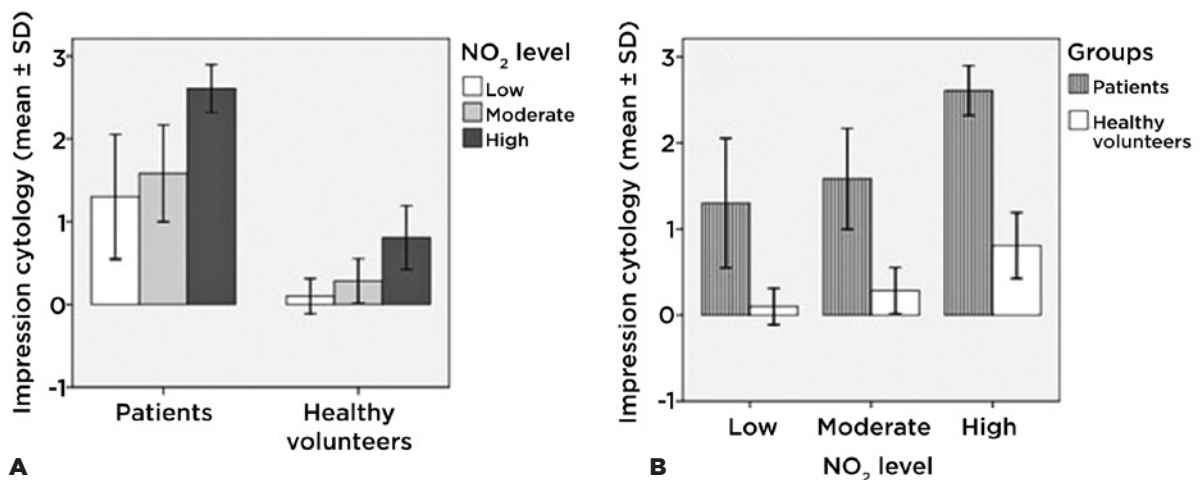 Impression cytology (mean ± SD)
3
2
1
0
-1
Patients
Healthy
volunteers
NO₂ level
Low
Moderate
High
A
Impression cytology (mean ± SD)
3
2
1
0
-1
Low
Moderate
High
NO₂ level
Groups
Patients
Healthy
volunteers
B